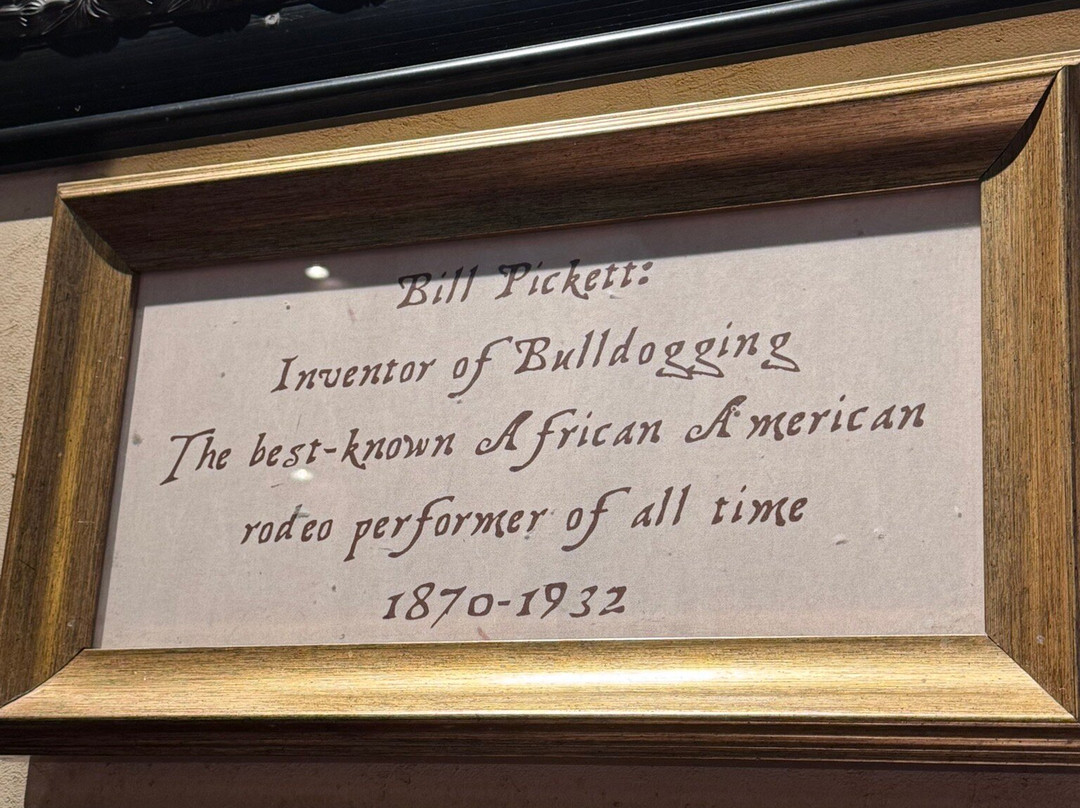 Bill Pickett:
Inventor of Bulldogging
The best-known African American
rodeo performer of all time
1870-1932